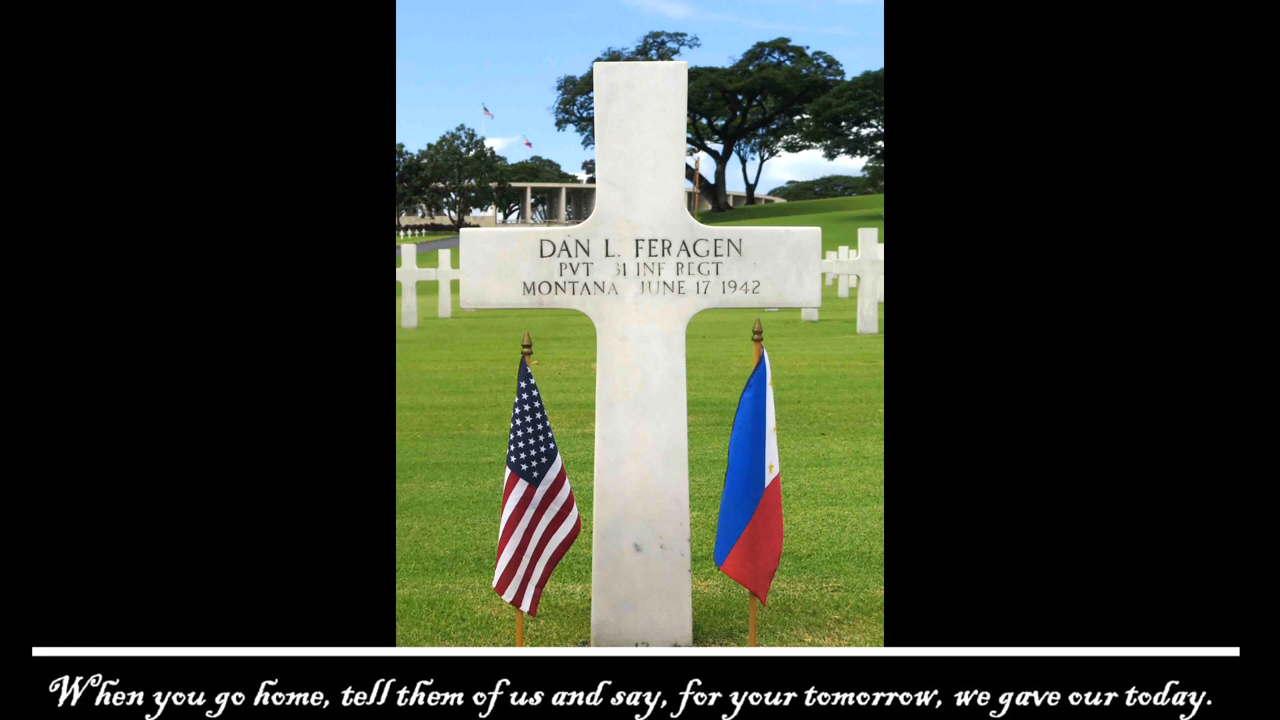 DAN L. FERAGEN
PVT 31 INF REGT
MONTANA JUNE 17 1942
When you go home, tell them of us and say, for your tomorrow, we gave our today.